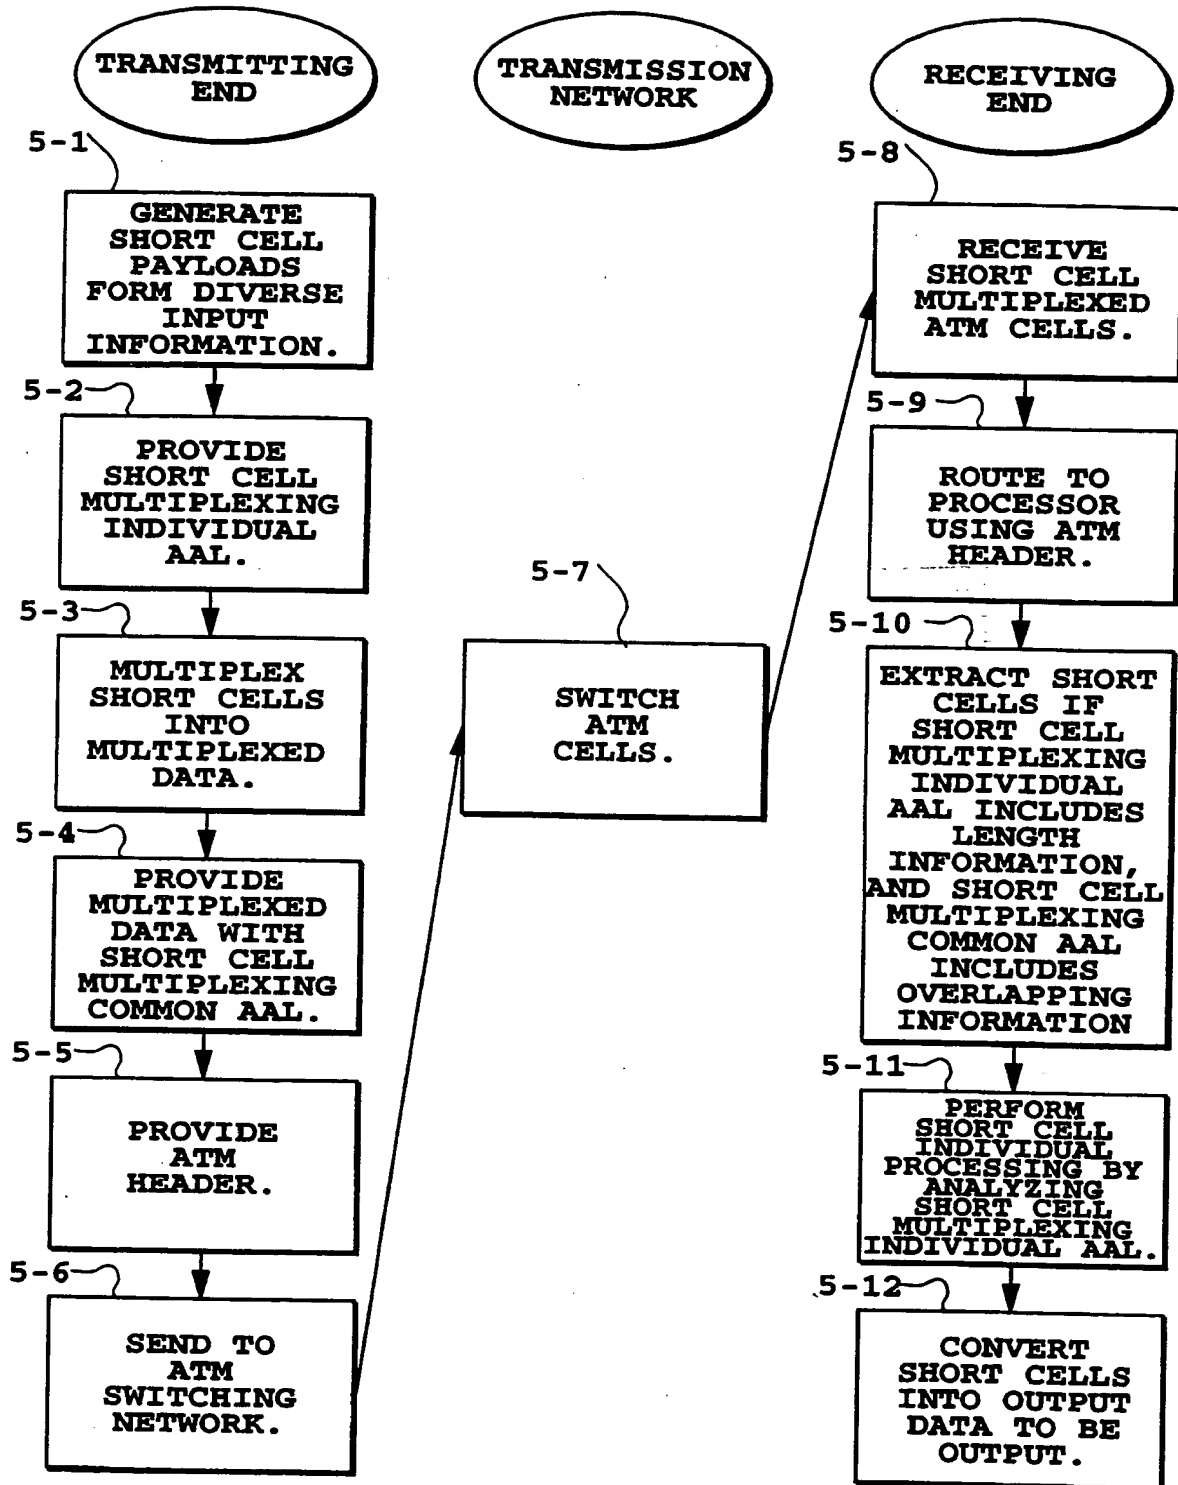 TRANSMITTING
END
5-1
GENERATE
SHORT CELL
PAYLOADS
FORM DIVERSE
INPUT
INFORMATION.
5-2
PROVIDE
SHORT CELL
MULTIPLEXING
INDIVIDUAL
AAL.
5-3
MULTIPLEX
SHORT CELLS
INTO
MULTIPLEXED
DATA.
5-4
PROVIDE
MULTIPLEXED
DATA WITH
SHORT CELL
MULTIPLEXING
COMMON AAL.
5-5
PROVIDE
ATM
HEADER.
5-6
SEND TO
ATM
SWITCHING
NETWORK.
TRANSMISSION
NETWORK
5-7
SWITCH
ATM
CELLS.
RECEIVING
END
5-8
RECEIVE
SHORT CELL
MULTIPLEXED
ATM CELLS.
5-9
ROUTE TO
PROCESSOR
USING ATM
HEADER.
5-10
EXTRACT SHORT
CELLS IF
SHORT CELL
MULTIPLEXING
INDIVIDUAL
AAL INCLUDES
LENGTH
INFORMATION,
AND SHORT CELL
MULTIPLEXING
COMMON AAL
INCLUDES
OVERLAPPING
INFORMATION
5-11
PERFORM
SHORT CELL
INDIVIDUAL
PROCESSING BY
ANALYZING
SHORT CELL
MULTIPLEXING
INDIVIDUAL AAL.
5-12
CONVERT
SHORT CELLS
INTO OUTPUT
DATA TO BE
OUTPUT.